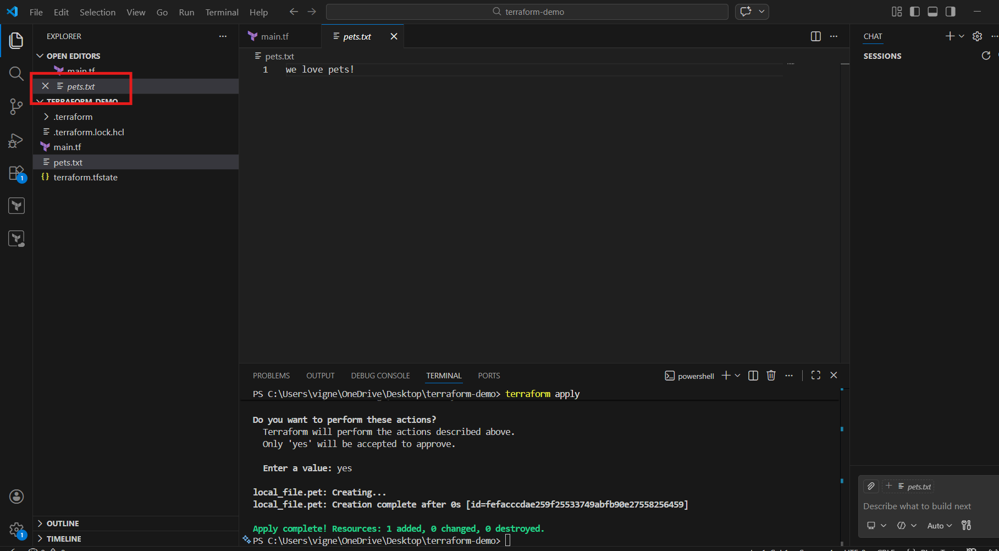 File Edit Selection View Go Run Terminal Help
terraform-demo
EXPLORER
OPEN EDITORS
main.tf
pets.txt
TERRAFORM-DEMO
.terraform
.terraform.lock.hcl
main.tf
pets.txt
terraform.tfstate
1
OUTLINE
1
TIMELINE
main.tf
pets.txt
pets.txt
1 we love pets!
PROBLEMS OUTPUT DEBUG CONSOLE TERMINAL PORTS
powershell
PS C:\Users\vigne\OneDrive\Desktop\terraform-demo> terraform apply
Do you want to perform these actions?
Terraform will perform the actions described above.
Only 'yes' will be accepted to approve.
Enter a value: yes
local_file.pet: Creating...
local_file.pet: Creation complete after 0s [id=fefacccdae259f25533749abfb90e27558256459]
Apply complete! Resources: 1 added, 0 changed, 0 destroyed.
PS C:\Users\vigne\OneDrive\Desktop\terraform-demo>
CHAT
SESSIONS
pets.txt
Describe what to build next
Auto